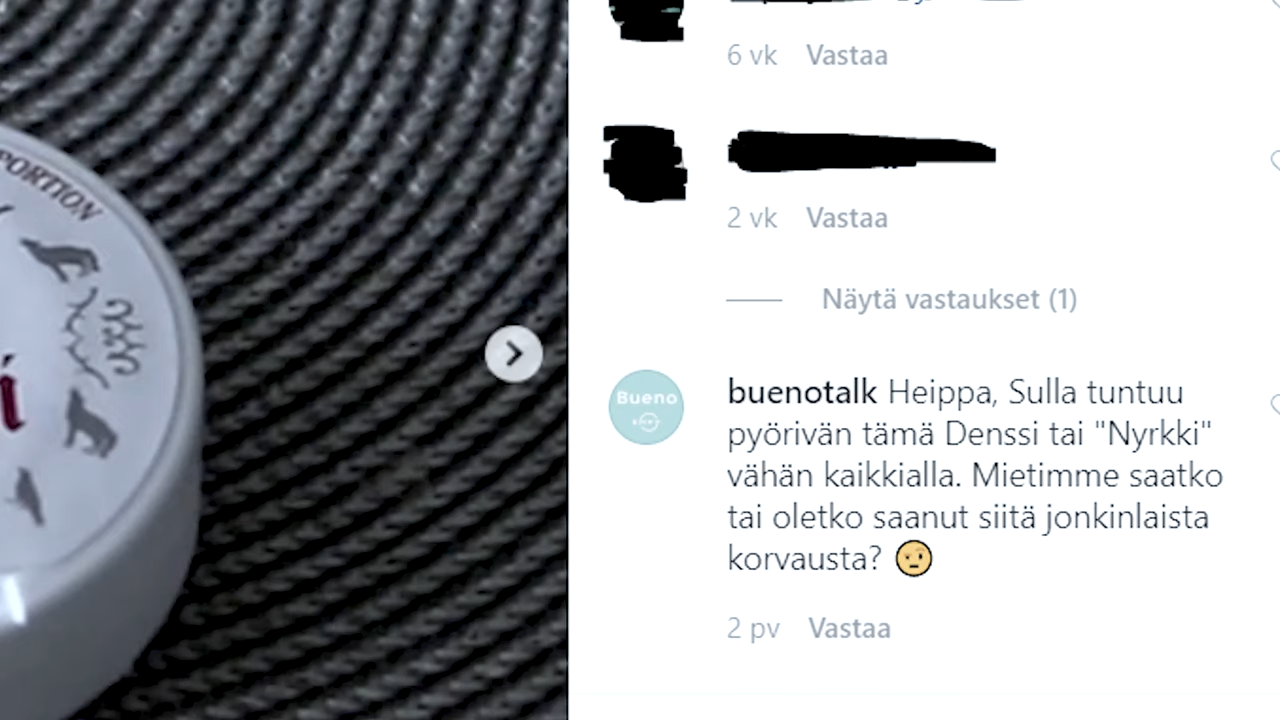 PORTION
í
6 vk Vastaa
2 vk Vastaa
Näytä vastaukset (1)
Bueno
buenotalk Heippa, Sulla tuntuu
pyörivän tämä Denssi tai "Nyrkki"
vähän kaikkialla. Mietimme saatko
tai oletko saanut siitä jonkinlaista
korvausta? 🤨
2 pv Vastaa